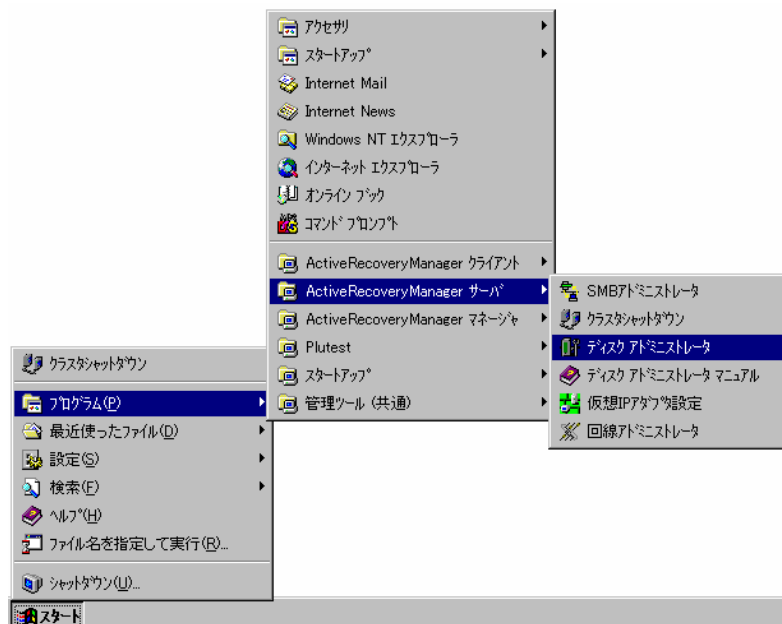 ｱｸｾｻﾘ
ｽﾀｰﾄｱｯﾌﾟ
Internet Mail
Internet News
Windows NT ｴｸｽﾌﾟﾛｰﾗ
ｲﾝﾀｰﾈｯﾄ ｴｸｽﾌﾟﾛｰﾗ
ｵﾝﾗｲﾝ ﾌﾞｯｸ
ｺﾏﾝﾄﾞ ﾌﾟﾛﾝﾌﾟﾄ
ActiveRecoveryManager ｸﾗｲｱﾝﾄ
ActiveRecoveryManager ｻｰﾊﾞ
ActiveRecoveryManager ﾏﾈｰｼﾞｬ
Plutest
ｽﾀｰﾄｱｯﾌﾟ
管理ﾂｰﾙ (共通)
SMBｱﾄﾞﾐﾆｽﾄﾚｰﾀ
ｸﾗｽﾀｼｬｯﾄﾀﾞｳﾝ
ﾃﾞｨｽｸ ｱﾄﾞﾐﾆｽﾄﾚｰﾀ
ﾃﾞｨｽｸ ｱﾄﾞﾐﾆｽﾄﾚｰﾀ ﾏﾆｭｱﾙ
仮想IPｱﾀﾞﾌﾟﾀ設定
回線ｱﾄﾞﾐﾆｽﾄﾚｰﾀ
ｸﾗｽﾀｼｬｯﾄﾀﾞｳﾝ
ﾌﾟﾛｸﾞﾗﾑ(P)
最近使ったﾌｧｲﾙ(D)
設定(S)
検索(F)
ﾍﾙﾌﾟ(H)
ﾌｧｲﾙ名を指定して実行(R)...
ｼｬｯﾄﾀﾞｳﾝ(U)...
ｽﾀｰﾄ